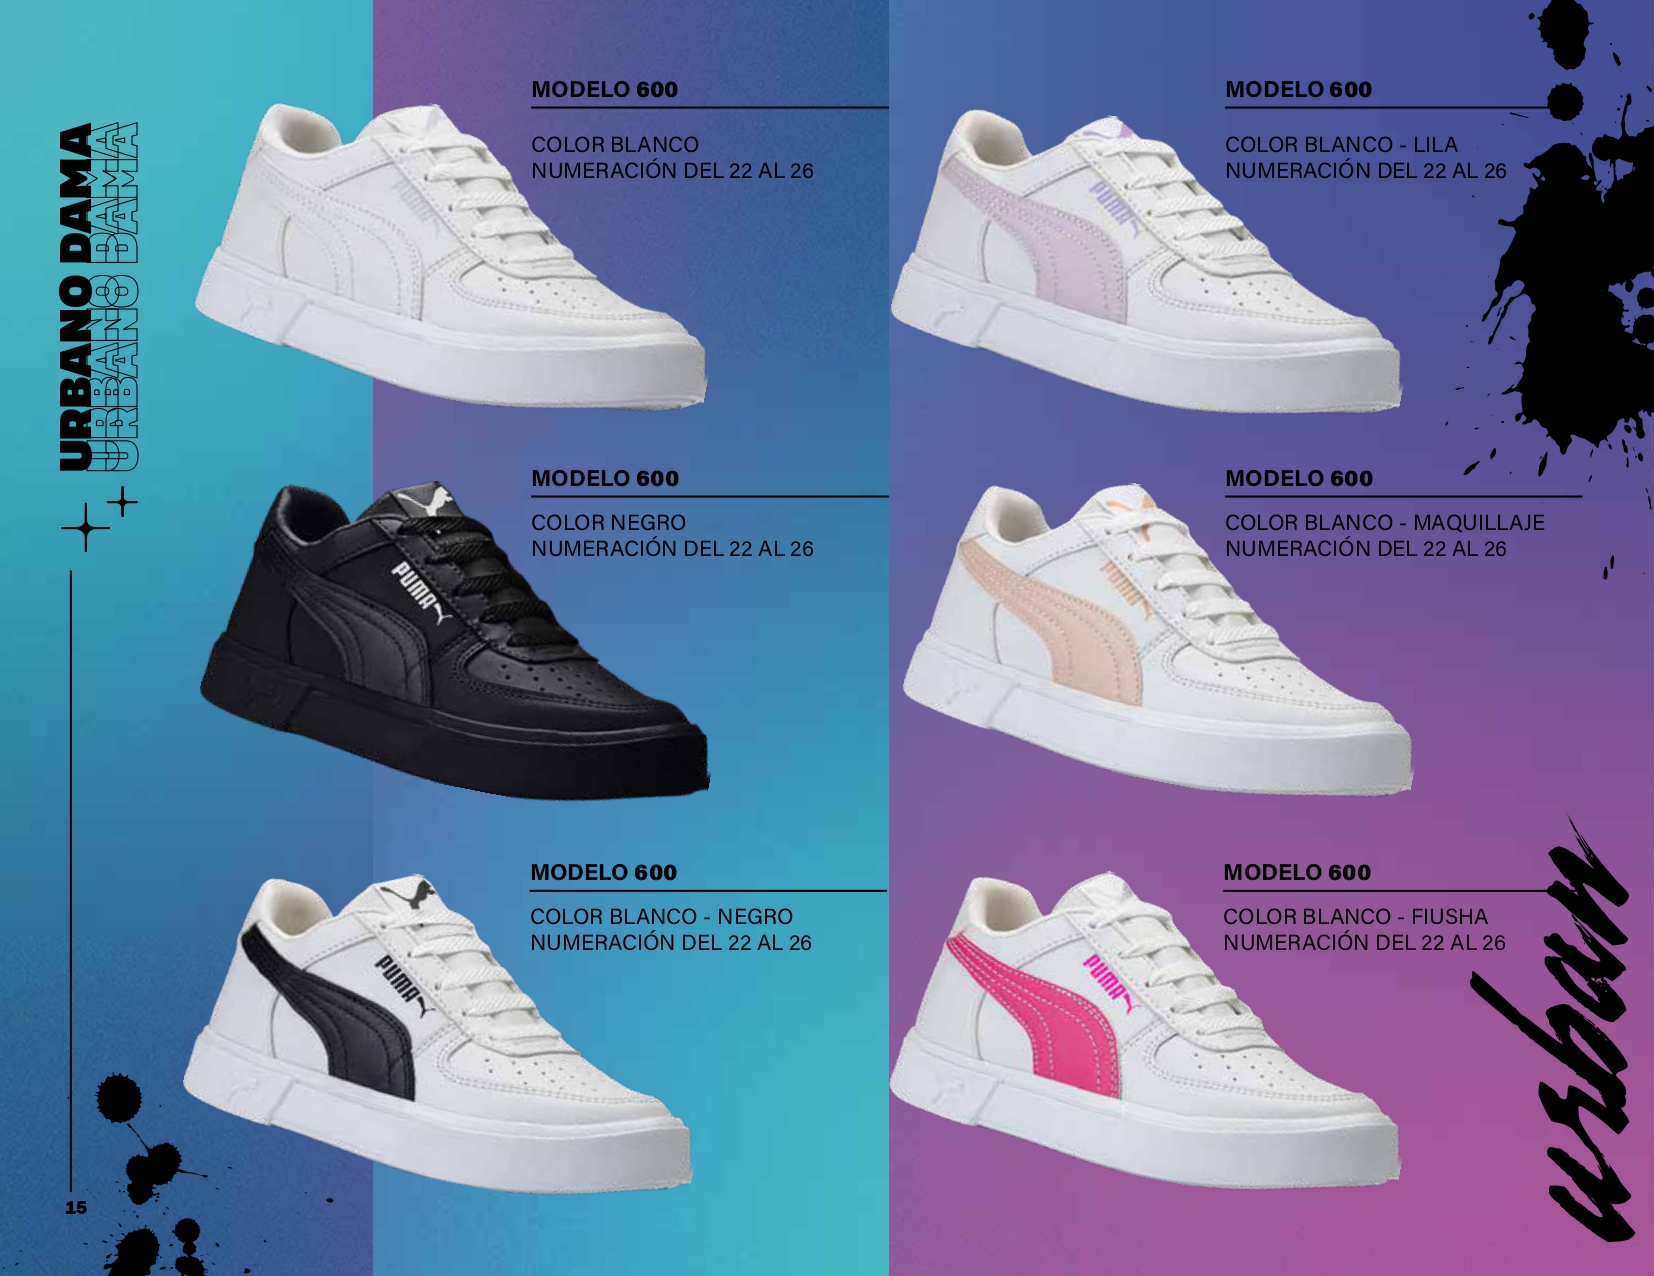 URBANO DAMA
URBANO DAMA
URBANO DAMA
MODELO 600
COLOR BLANCO
NUMERACIÓN DEL 22 AL 26
PUMA
MODELO 600
COLOR BLANCO - LILA
NUMERACIÓN DEL 22 AL 26
PUMA
MODELO 600
COLOR NEGRO
NUMERACIÓN DEL 22 AL 26
PUMA
MODELO 600
COLOR BLANCO - MAQUILLAJE
NUMERACIÓN DEL 22 AL 26
PUMA
MODELO 600
COLOR BLANCO - NEGRO
NUMERACIÓN DEL 22 AL 26
PUMA
MODELO 600
COLOR BLANCO - FIUSHA
NUMERACIÓN DEL 22 AL 26
PUMA
urban
15